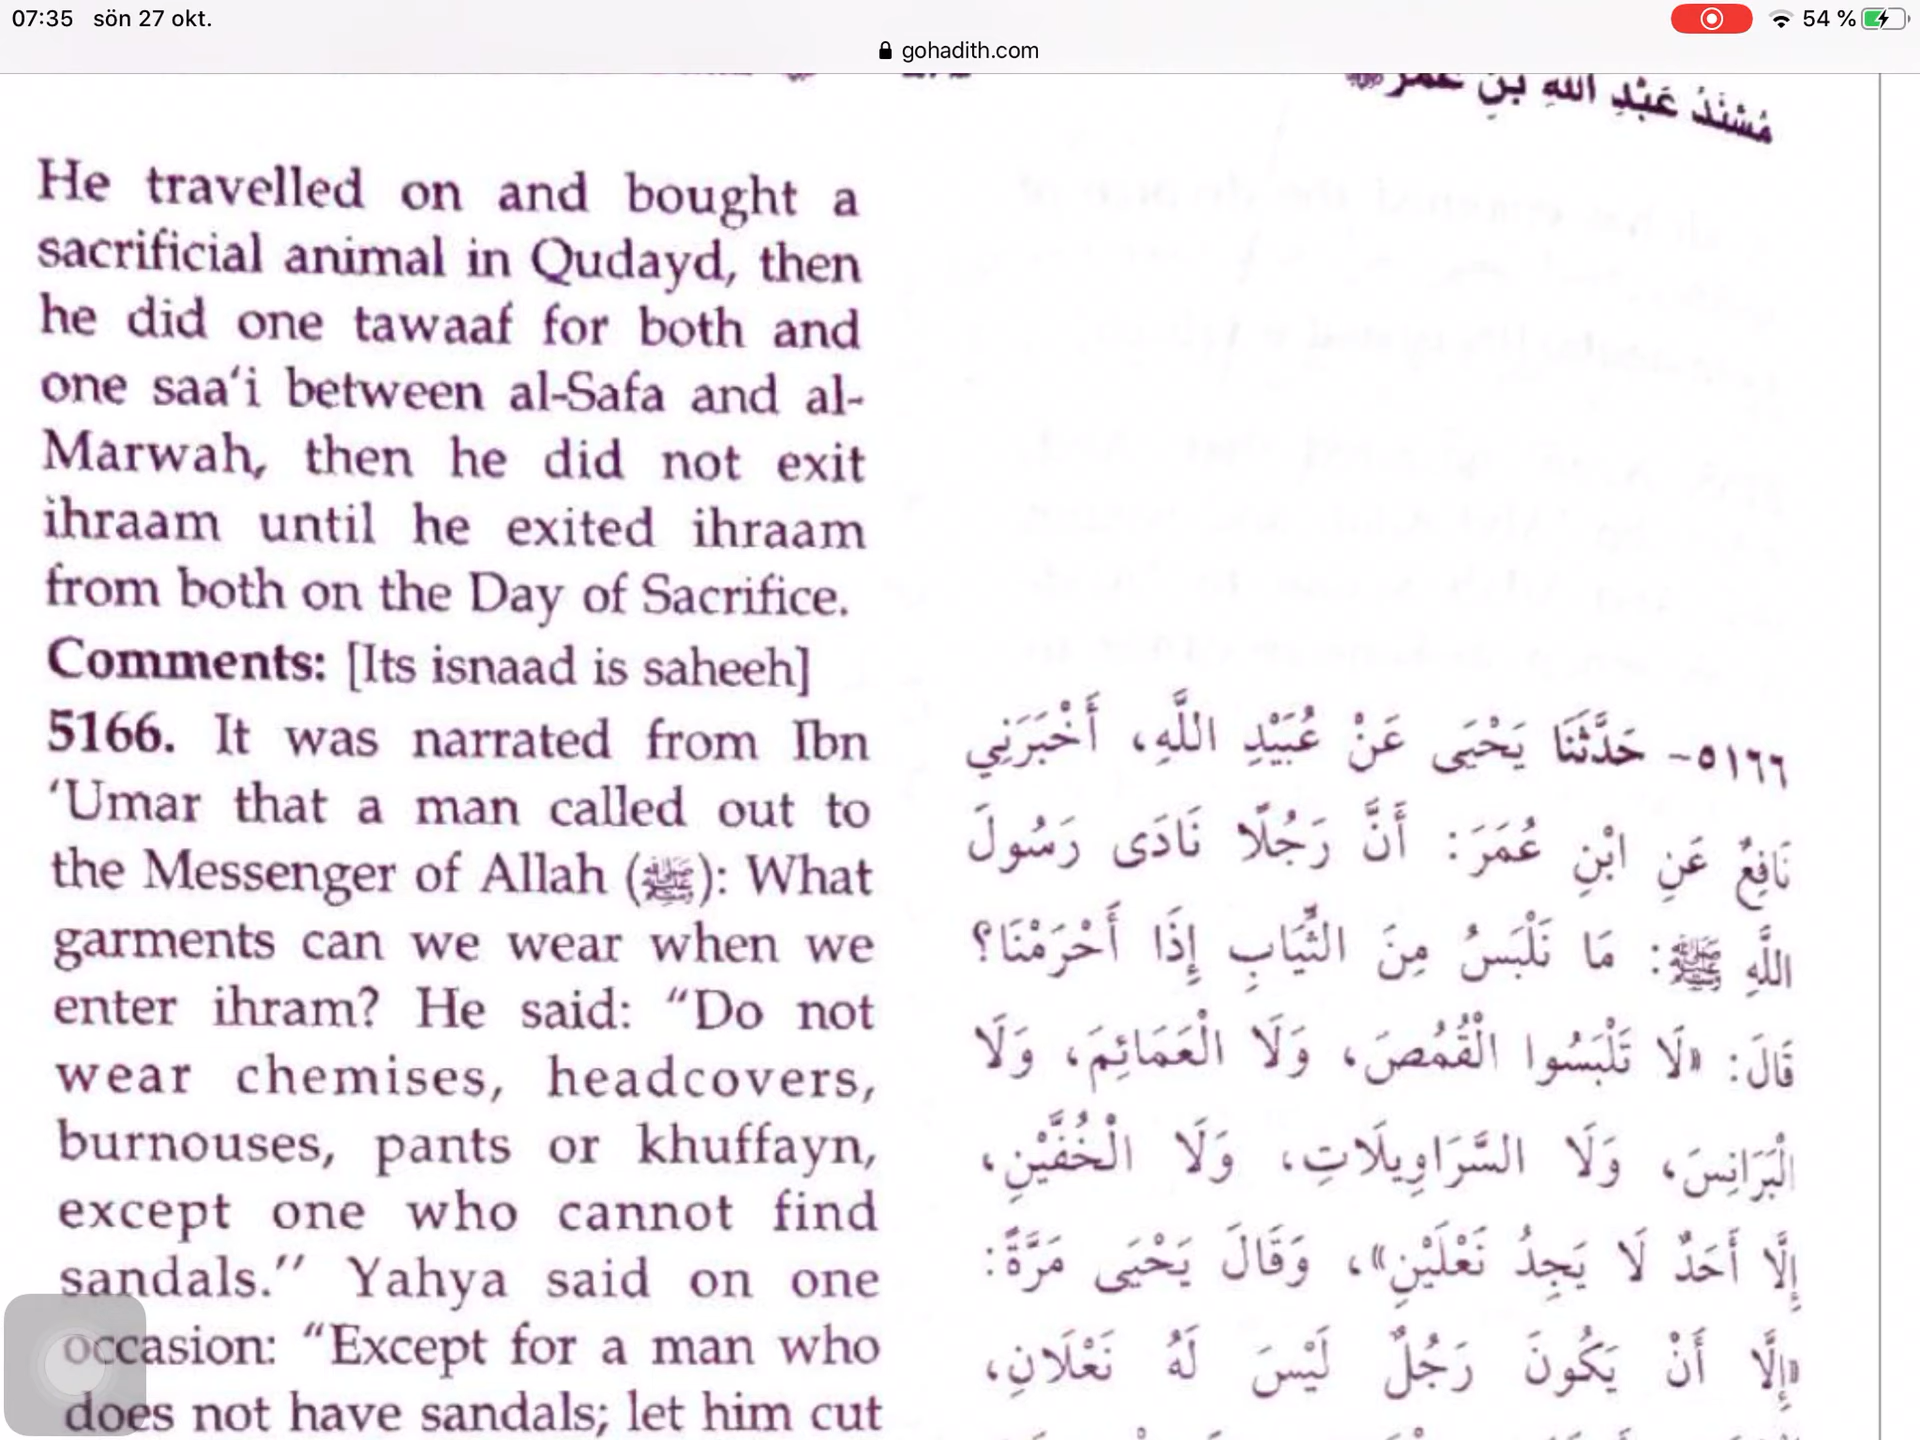 07:35 sön 27 okt.
54 %
gohadith.com
مُسْنَدُ عَبْدِ اللهِ بْنِ عُمَرَ
He travelled on and bought a
sacrificial animal in Qudayd, then
he did one tawaaf for both and
one saa‘i between al-Safa and al-
Marwah, then he did not exit
ihraam until he exited ihraam
from both on the Day of Sacrifice.
Comments: [Its isnaad is saheeh]
5166. It was narrated from Ibn
‘Umar that a man called out to
the Messenger of Allah (ﷺ): What
garments can we wear when we
enter ihram? He said: “Do not
wear chemises, headcovers,
burnouses, pants or khuffayn,
except one who cannot find
sandals.” Yahya said on one
occasion: “Except for a man who
does not have sandals; let him cut
٥١٦٦- حَدَّثَنَا يَحْيَى عَنْ عُبَيْدِ اللَّهِ، أَخْبَرَنِي
نَافِعٌ عَنِ ابْنِ عُمَرَ: أَنَّ رَجُلًا نَادَى رَسُولَ
اللَّهِ ﷺ: مَا نَلْبَسُ مِنَ الثِّيَابِ إِذَا أَحْرَمْنَا؟
قَالَ: «لَا تَلْبَسُوا الْقُمُصَ، وَلَا الْعَمَائِمَ، وَلَا
الْبَرَانِسَ، وَلَا السَّرَاوِيلَاتِ، وَلَا الْخُفَّيْنِ،
إِلَّا أَحَدٌ لَا يَجِدُ نَعْلَيْنِ»، وَقَالَ يَحْيَى مَرَّةً:
«إِلَّا أَنْ يَكُونَ رَجُلٌ لَيْسَ لَهُ نَعْلَانِ،